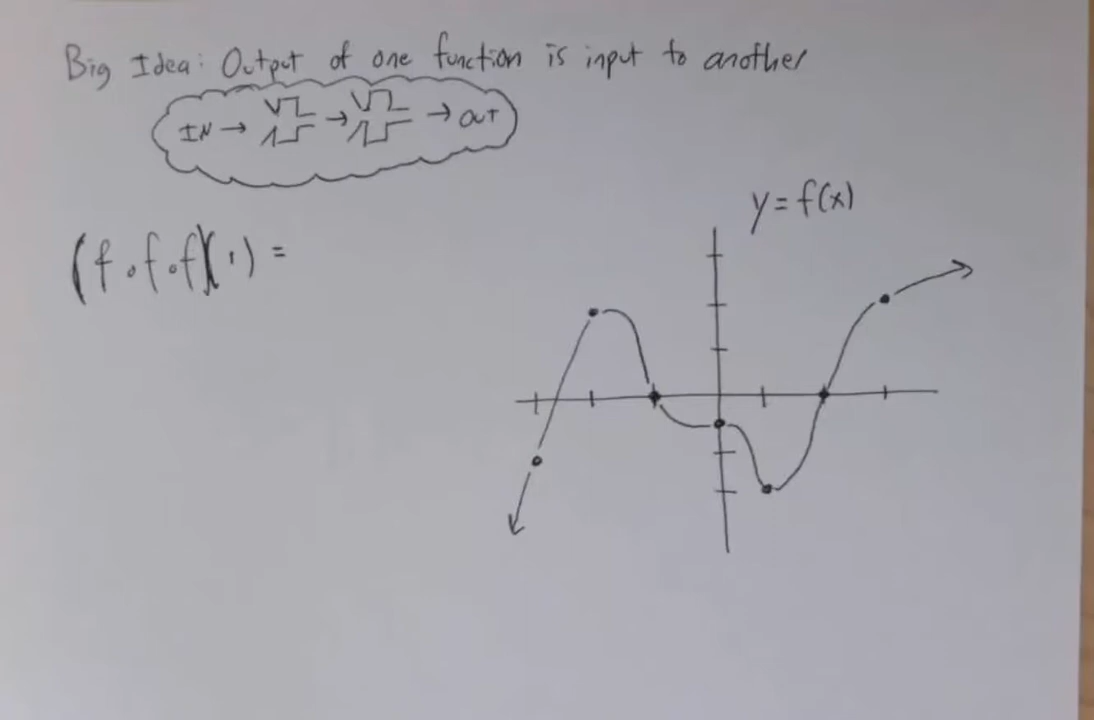 Big Idea: Output of one function is input to another
IN → → → OUT
y = f(x)
(f∘f∘f)(1) =